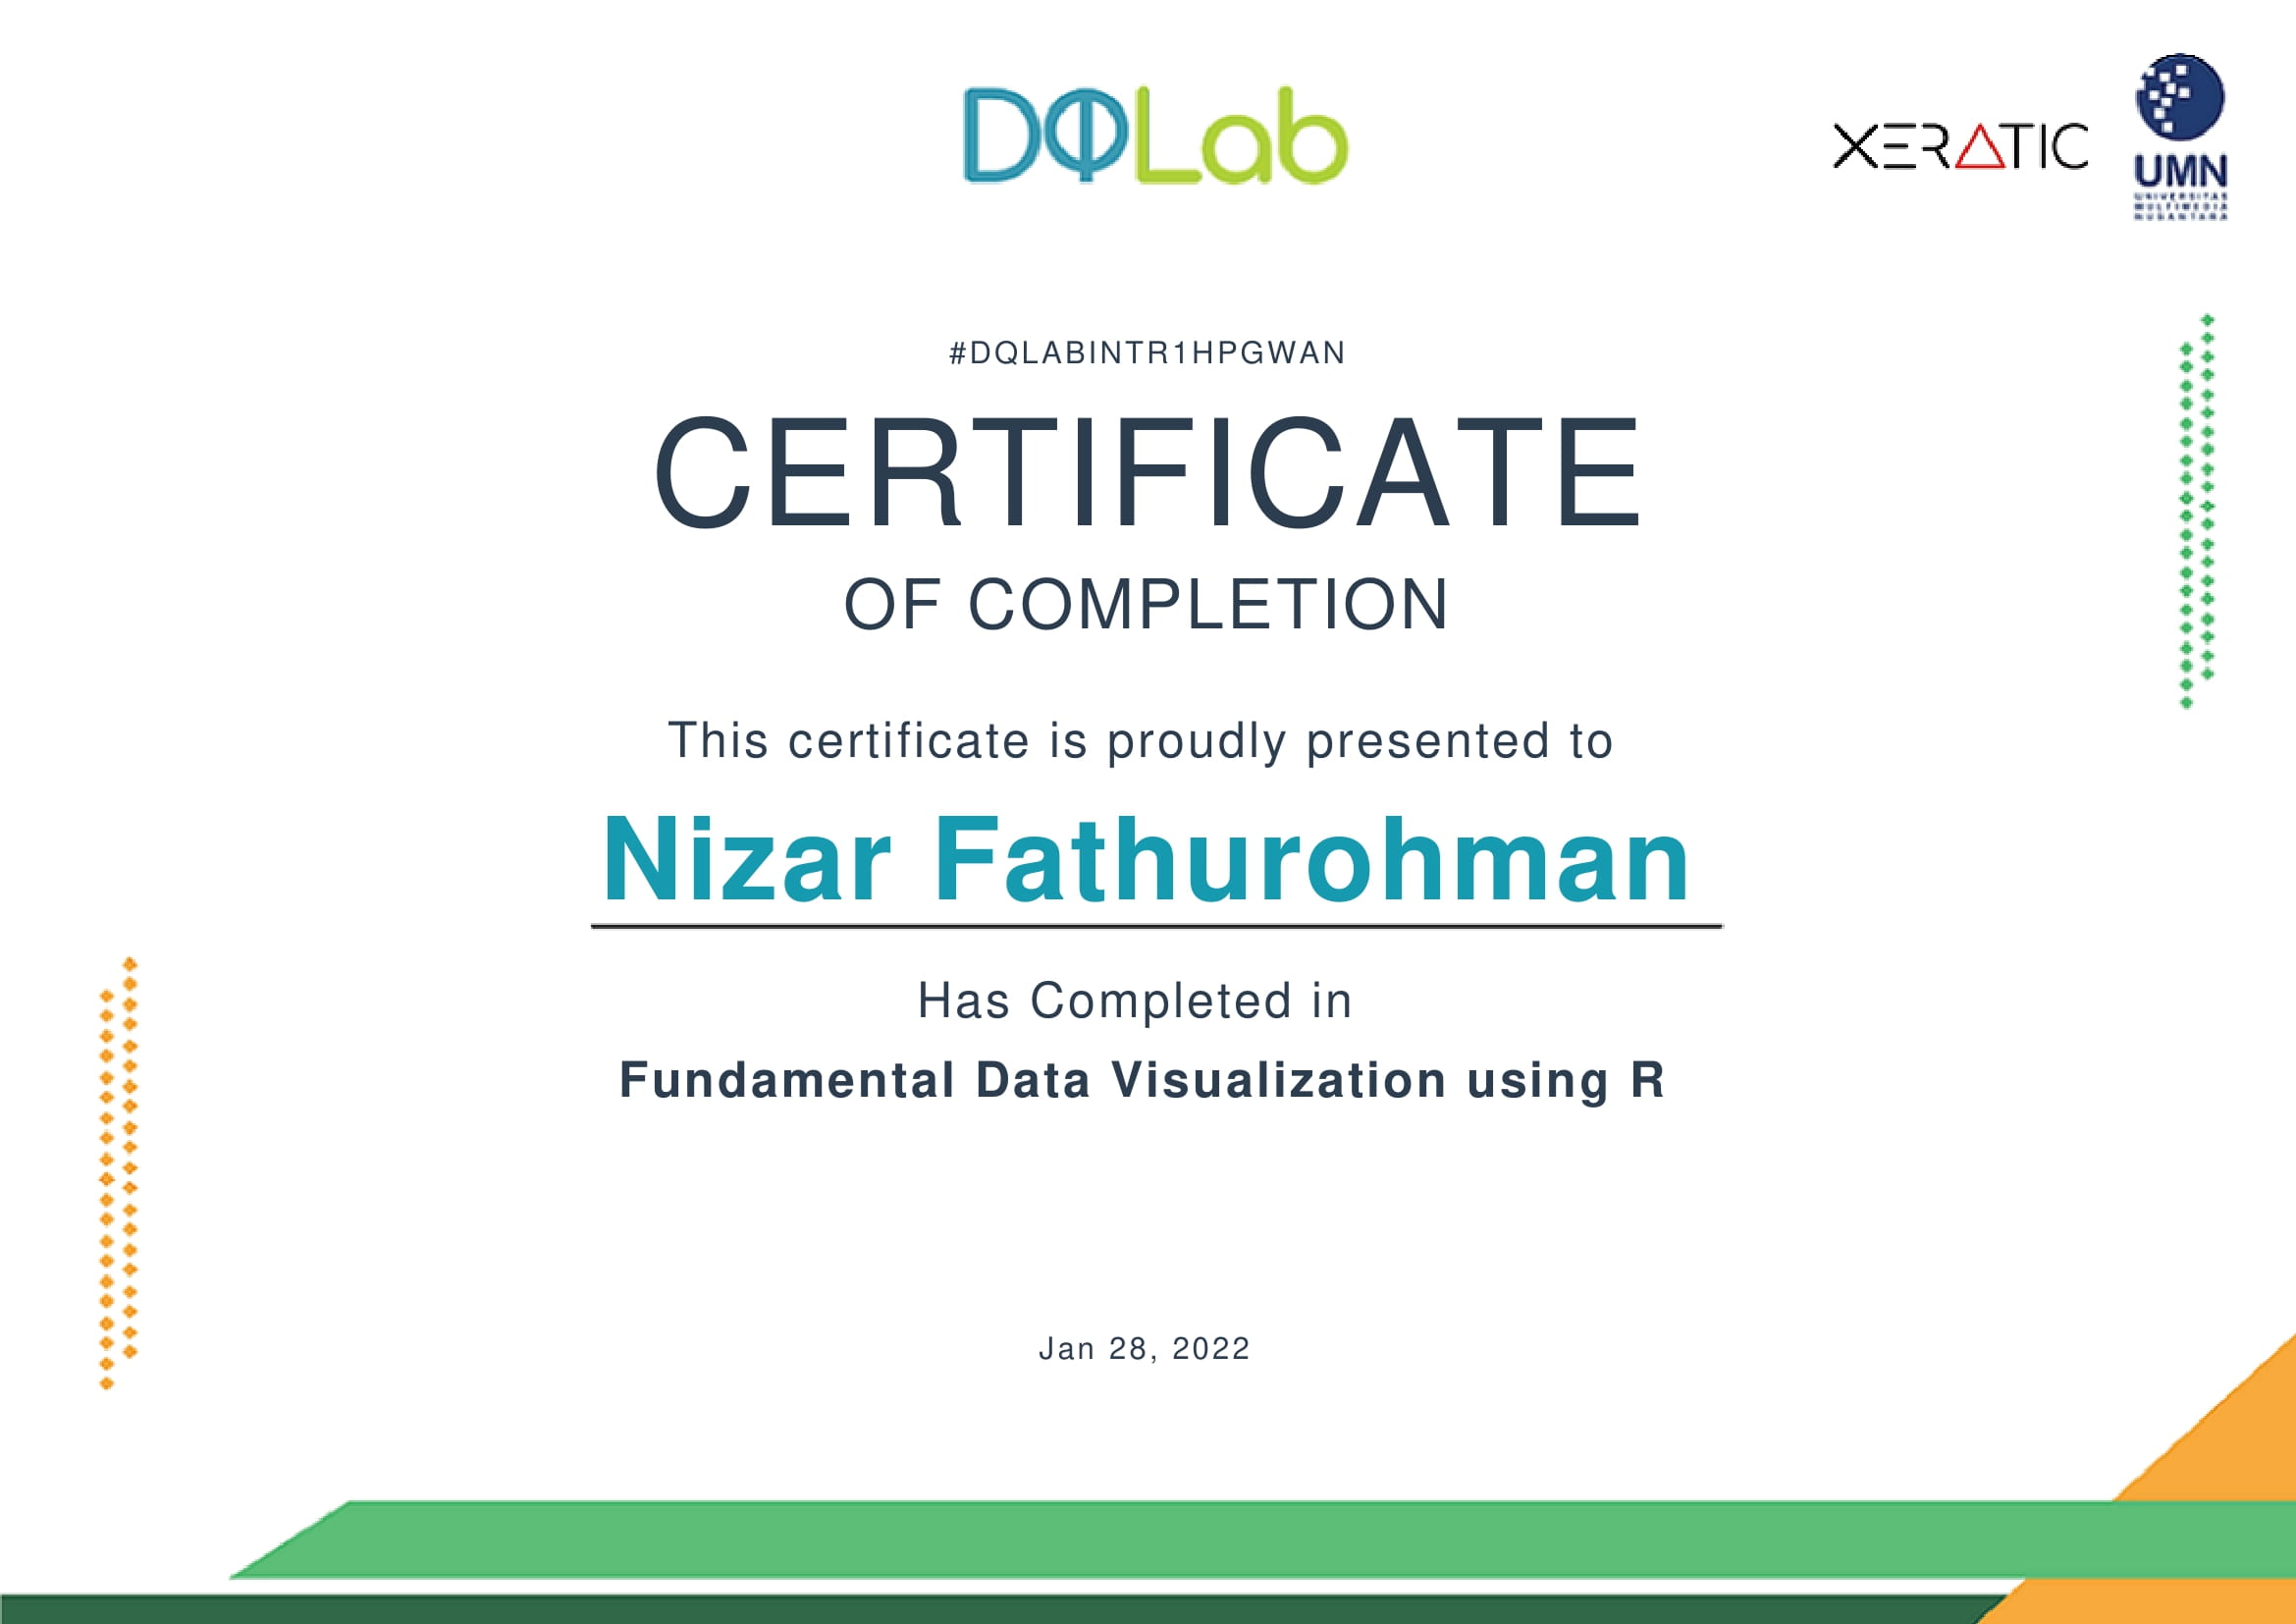 DQLab
XERATIC
UMN
UNIVERSITAS
MULTIMEDIA
NUSANTARA
#DQLABINTR1HPGWAN
CERTIFICATE
OF COMPLETION
This certificate is proudly presented to
Nizar Fathurohman
Has Completed in
Fundamental Data Visualization using R
Jan 28, 2022